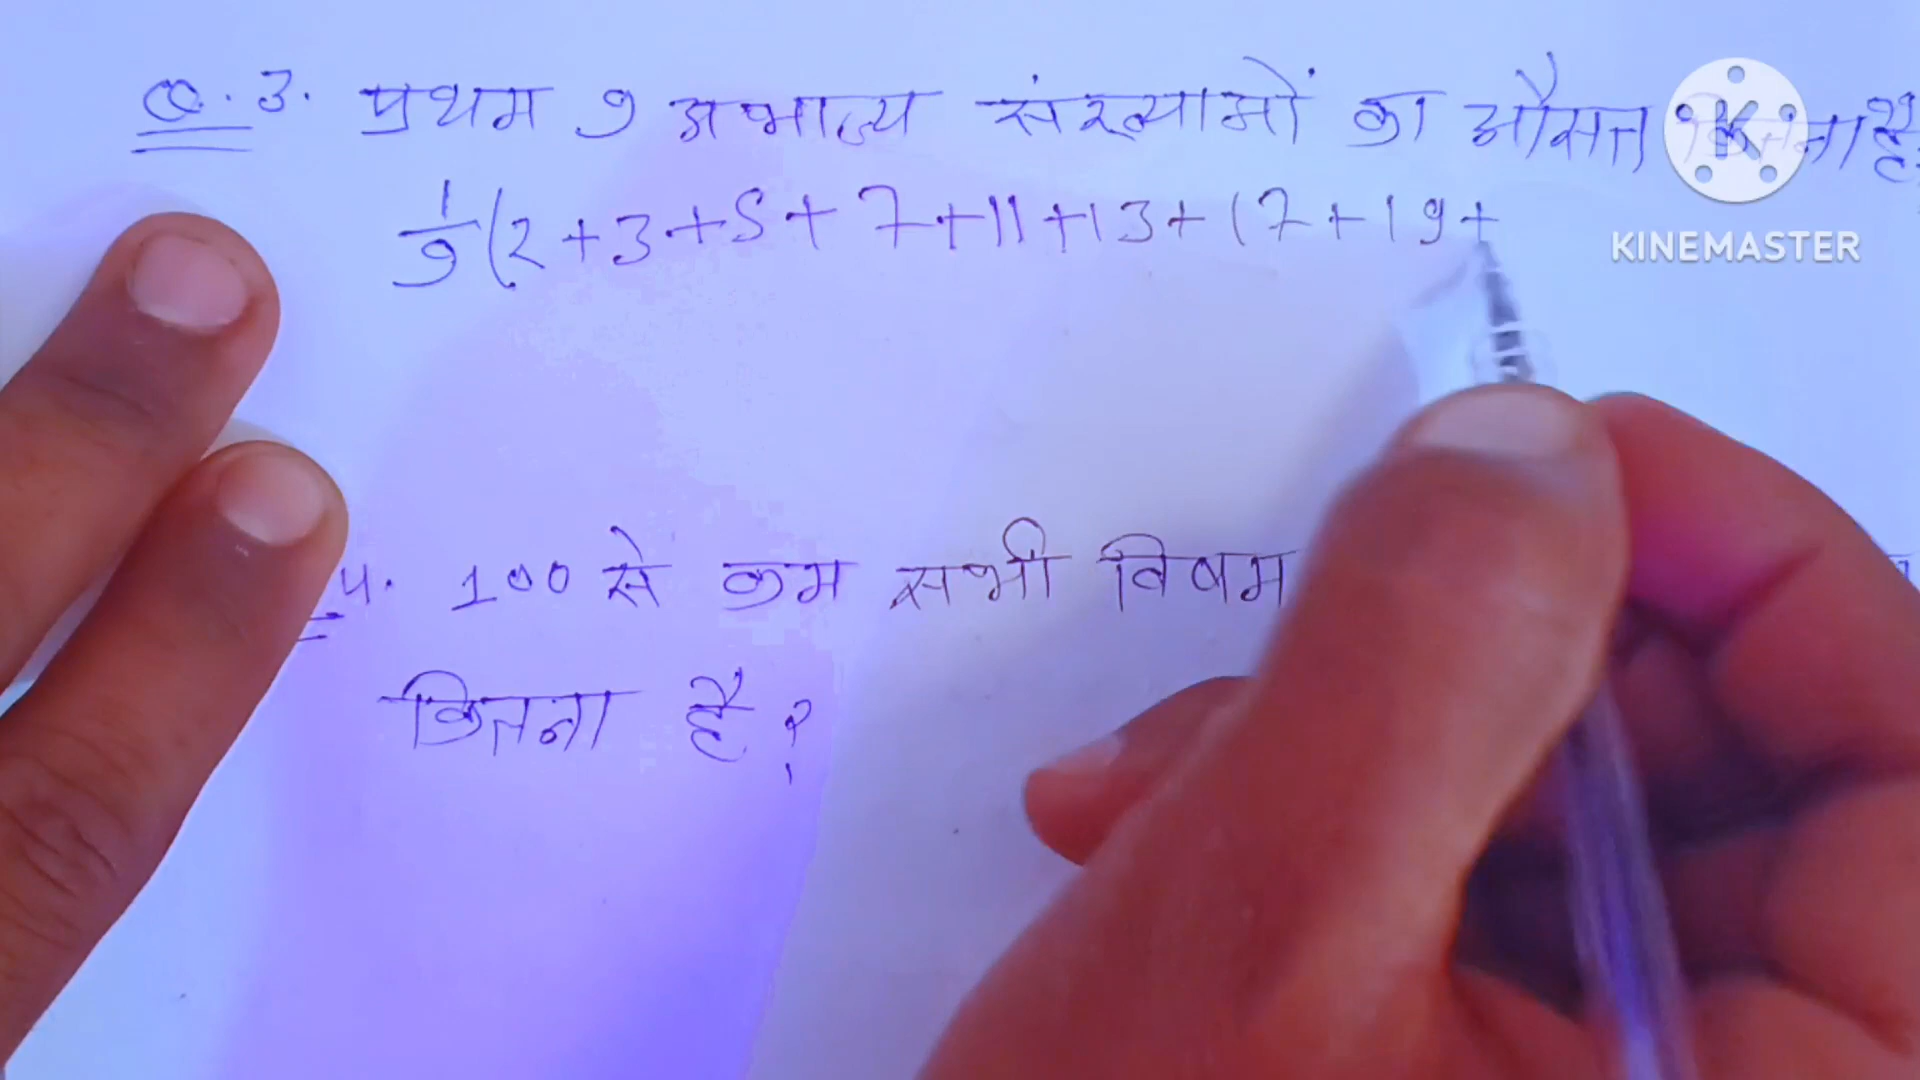 Q.3. प्रथम 9 अभाज्य संख्याओं का औसत है
KINEMASTER
1/9 (2+3+5+7+11+13+17+19+
4. 100 से कम सभी विषम
कितना है?